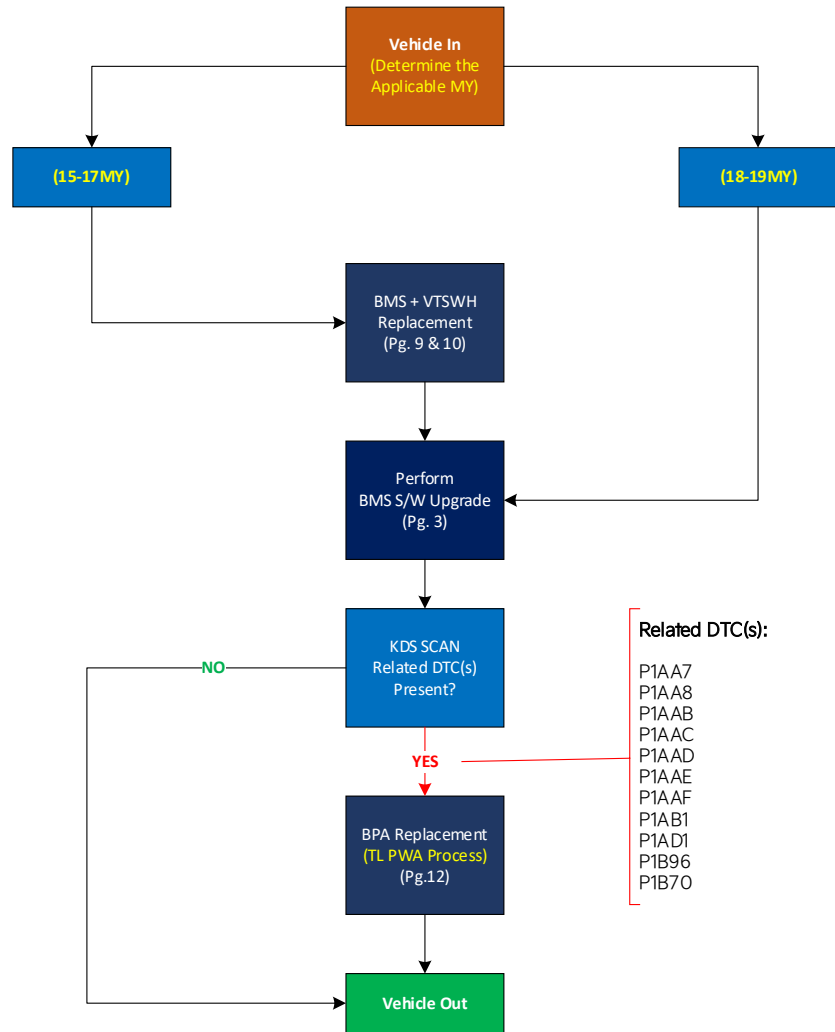 Vehicle In
(Determine the
Applicable MY)
(15-17MY)
(18-19MY)
BMS + VTSWH
Replacement
(Pg. 9 & 10)
Perform
BMS S/W Upgrade
(Pg. 3)
KDS SCAN
Related DTC(s)
Present?
NO
YES
Related DTC(s):
P1AA7
P1AA8
P1AAB
P1AAC
P1AAD
P1AAE
P1AAF
P1AB1
P1AD1
P1B96
P1B70
BPA Replacement
(TL PWA Process)
(Pg.12)
Vehicle Out